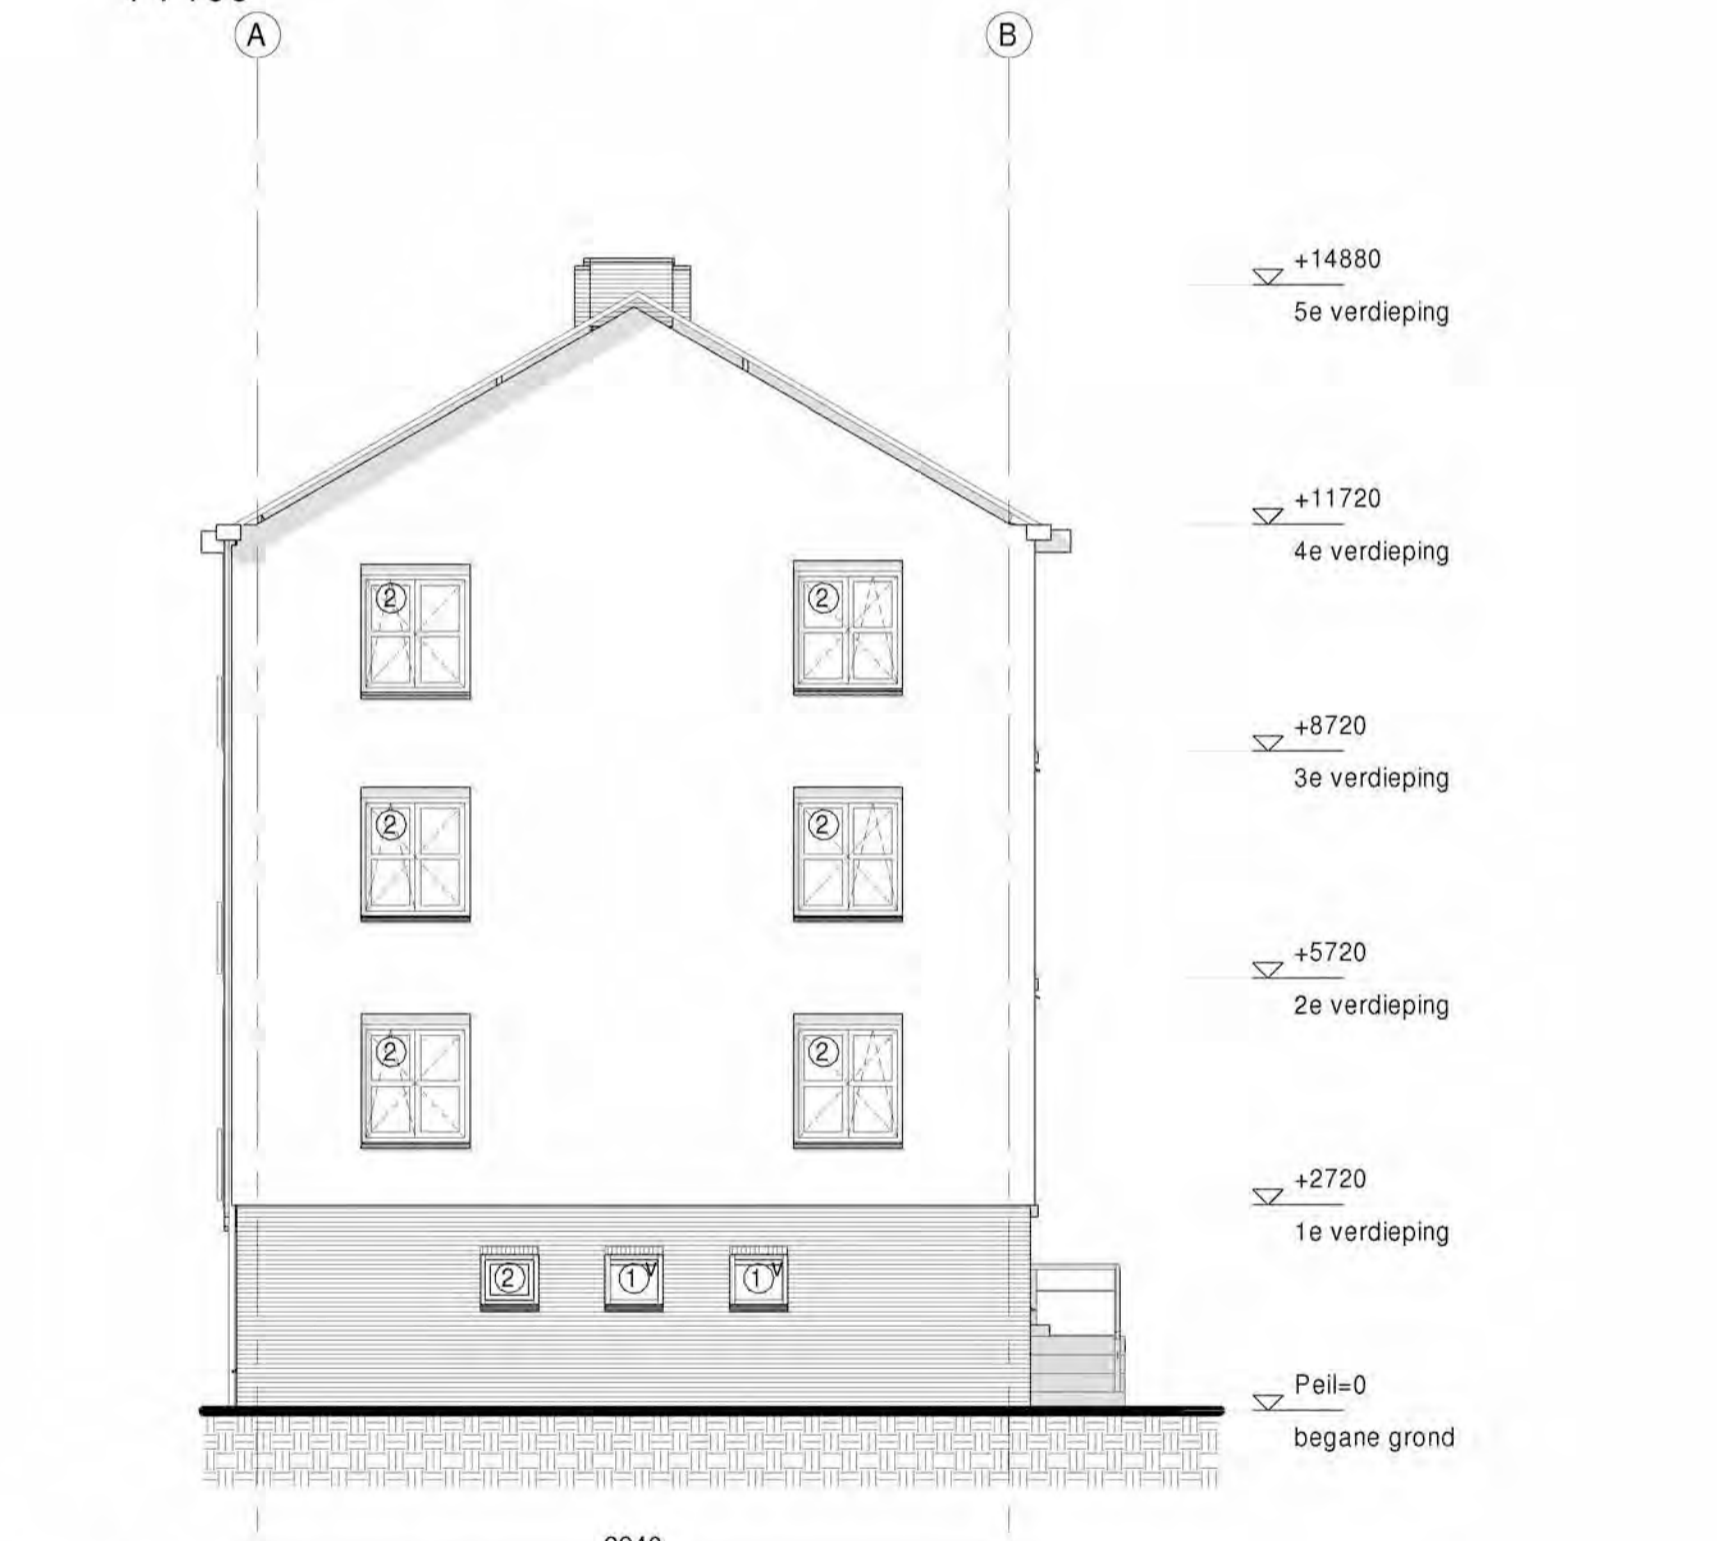 A B
+14880
5e verdieping
+11720
4e verdieping
2 2
+8720
3e verdieping
2 2
+5720
2e verdieping
2 2
+2720
1e verdieping
2 1 V 1 V
Peil=0
begane grond